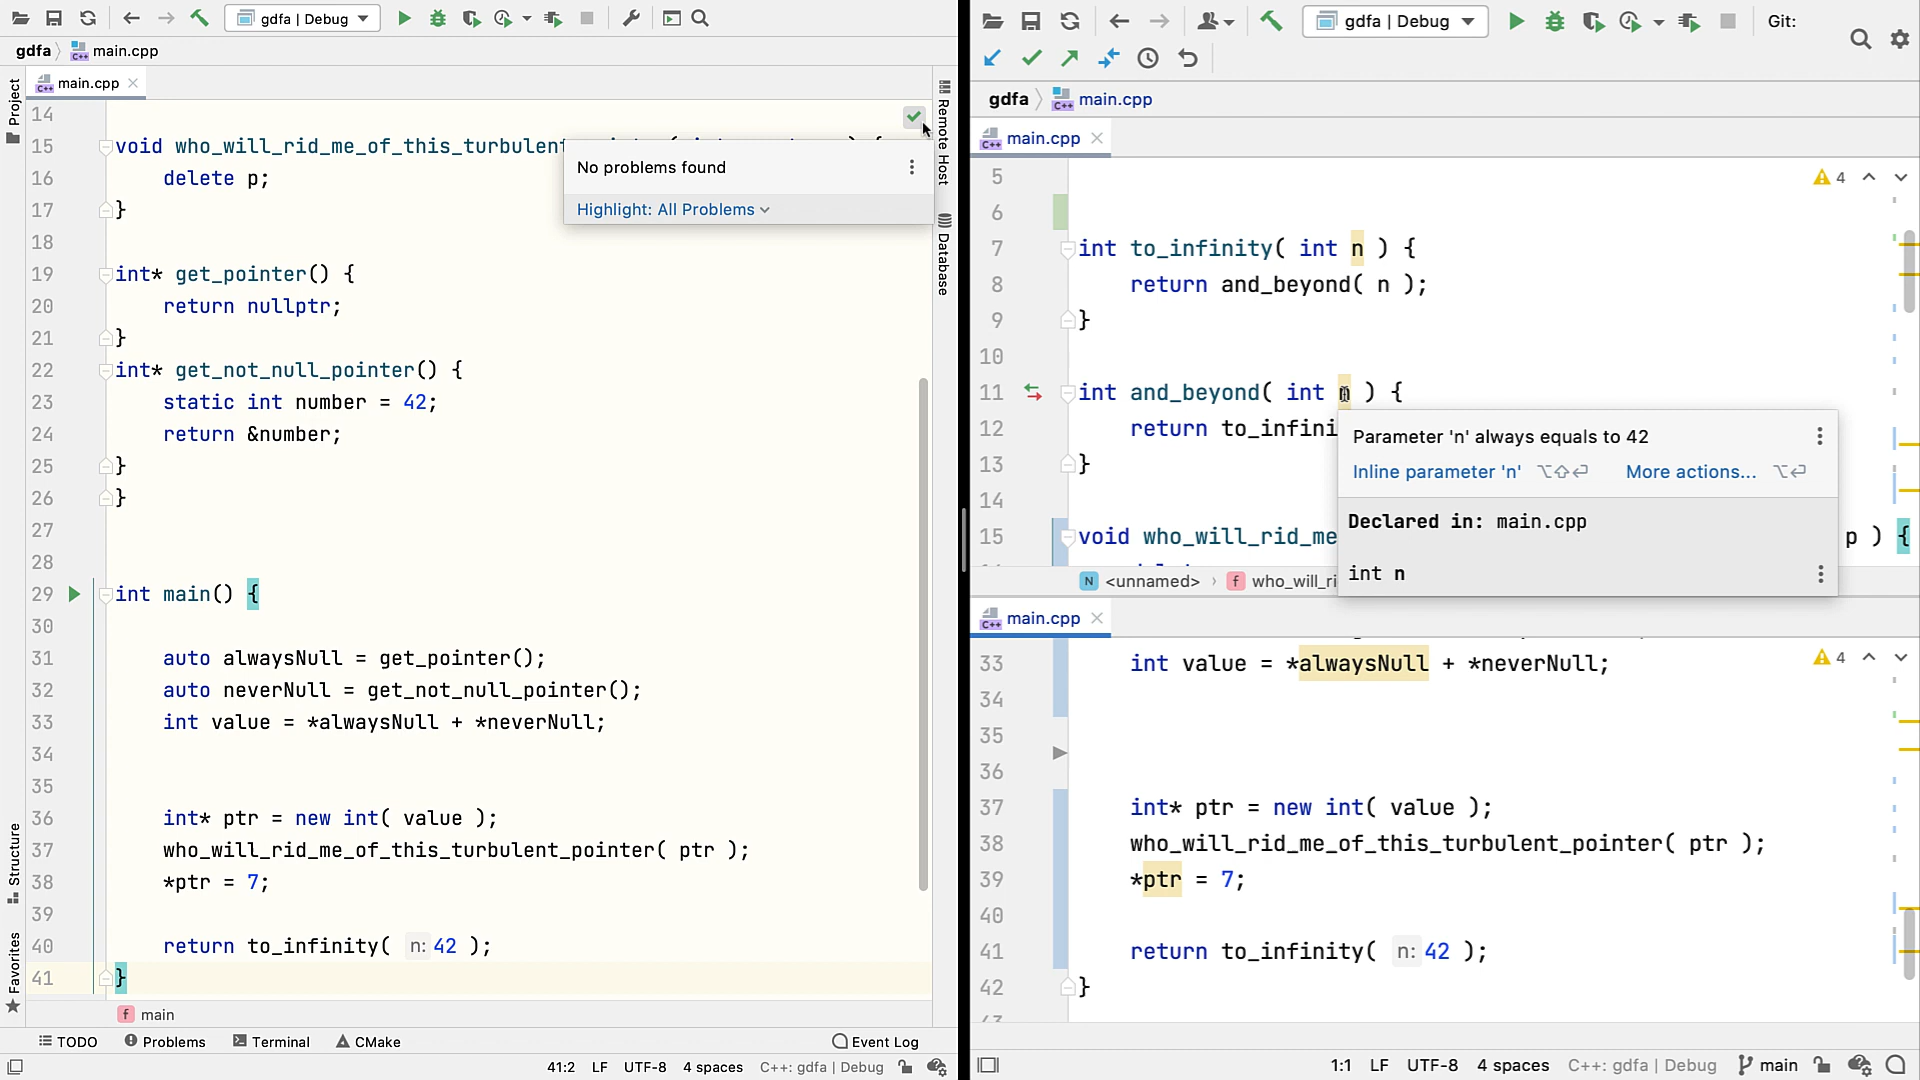 gdfa | Debug
gdfa
main.cpp
main.cpp
Project
14
15 void who_will_rid_me_of_this_turbulent
16 delete p;
17 }
18
19 int* get_pointer() {
20 return nullptr;
21 }
22 int* get_not_null_pointer() {
23 static int number = 42;
24 return &number;
25 }
26 }
27
28
29 int main() {
30
31 auto alwaysNull = get_pointer();
32 auto neverNull = get_not_null_pointer();
33 int value = *alwaysNull + *neverNull;
34
35
36 int* ptr = new int( value );
37 who_will_rid_me_of_this_turbulent_pointer( ptr );
38 *ptr = 7;
39
40 return to_infinity( n: 42 );
41 }
No problems found
Highlight: All Problems
Remote Host
Database
Structure
Favorites
f main
TODO
Problems
Terminal
CMake
Event Log
41:2 LF UTF-8 4 spaces C++: gdfa | Debug
gdfa | Debug
Git:
gdfa
main.cpp
main.cpp
4
5
6
7 int to_infinity( int n ) {
8 return and_beyond( n );
9 }
10
11 int and_beyond( int n ) {
12 return to_infini
13 }
14
15 void who_will_rid_me p ) {
Parameter 'n' always equals to 42
Inline parameter 'n' ⌥⇧⏎ More actions... ⌥⏎
Declared in: main.cpp
int n
N <unnamed> f who_will_ri
main.cpp
4
33 int value = *alwaysNull + *neverNull;
34
35
36
37 int* ptr = new int( value );
38 who_will_rid_me_of_this_turbulent_pointer( ptr );
39 *ptr = 7;
40
41 return to_infinity( n: 42 );
42 }
1:1 LF UTF-8 4 spaces C++: gdfa | Debug main